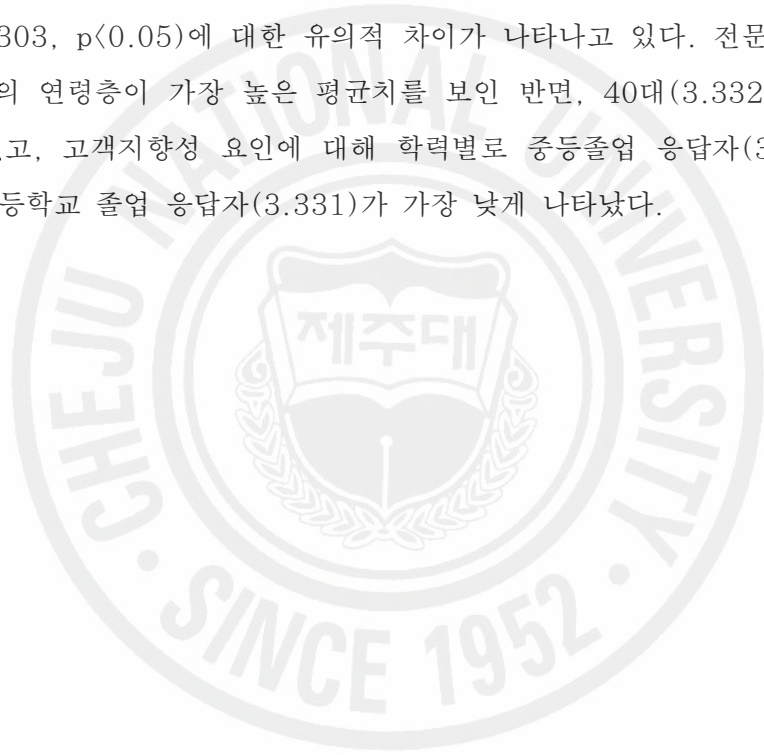 303, p<0.05)에 대한 유의적 차이가 나타나고 있다. 전문
의 연령층이 가장 높은 평균치를 보인 반면, 40대(3.332
고, 고객지향성 요인에 대해 학력별로 중등졸업 응답자(3
등학교 졸업 응답자(3.331)가 가장 낮게 나타났다.
CHEJU NATIONAL UNIVERSITY
제주대
SINCE 1952